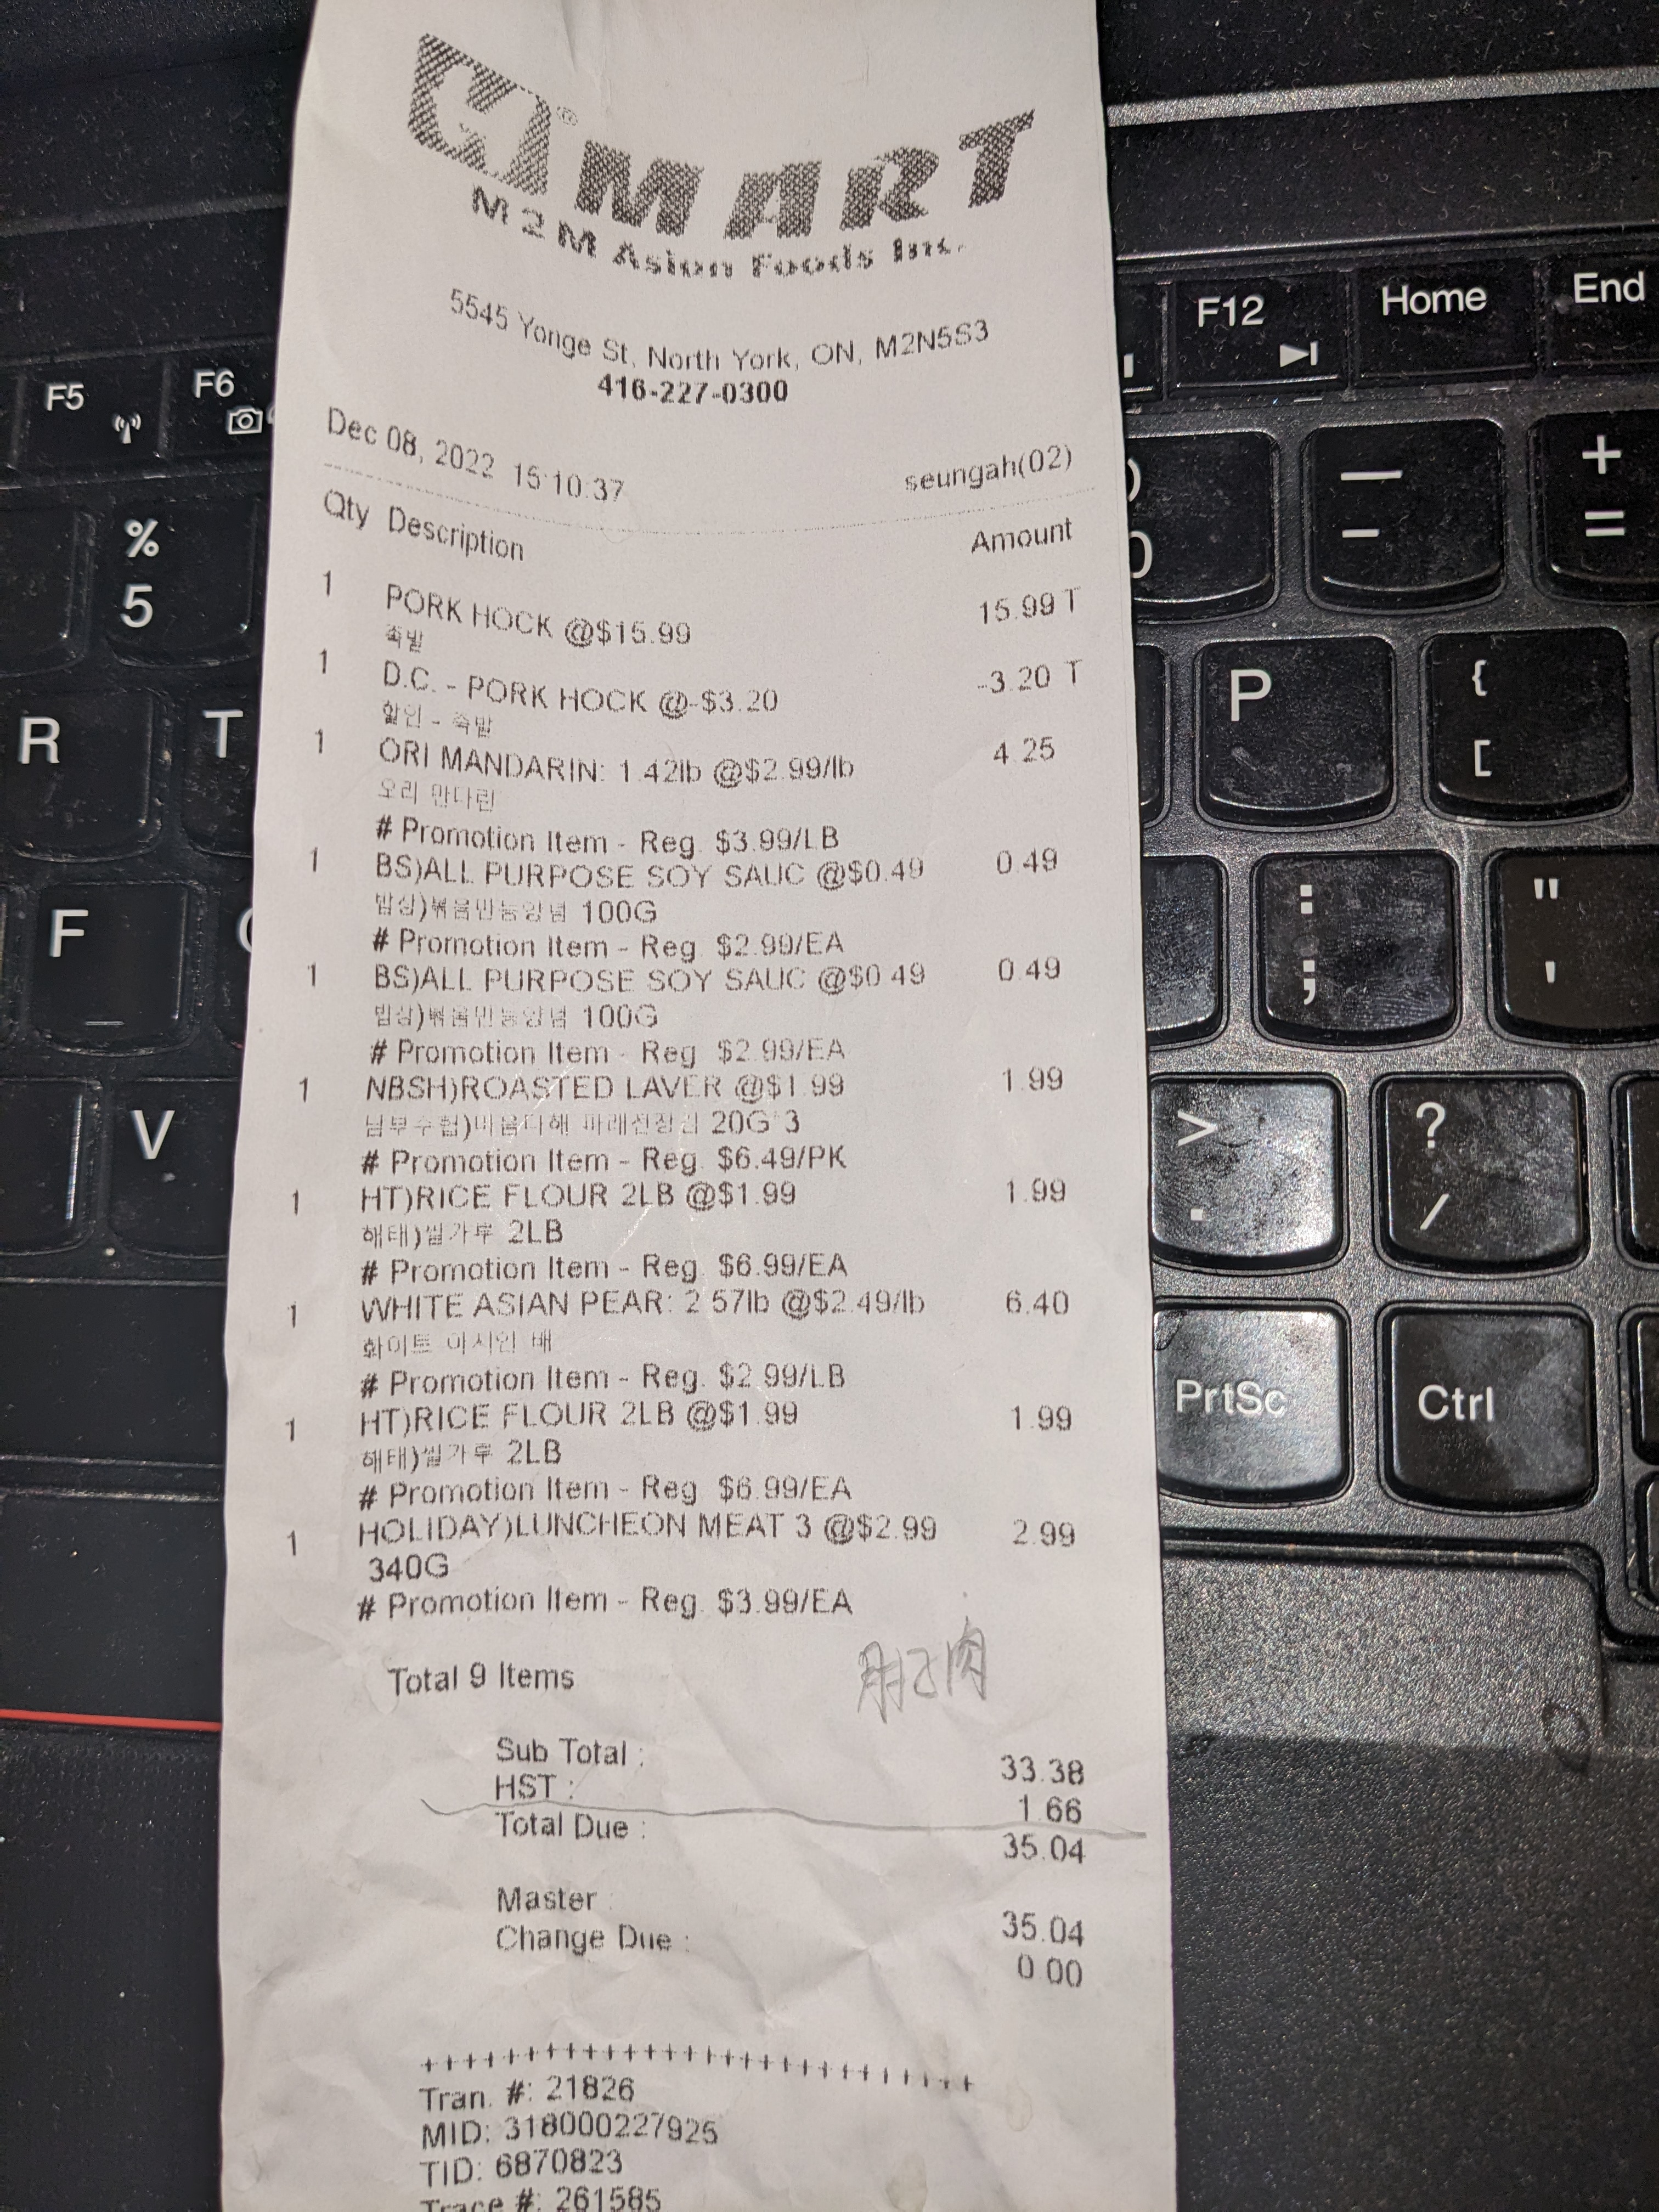 H MART
M2M Asian Foods Inc.
5545 Yonge St, North York, ON, M2N5S3
416-227-0300
Dec 08, 2022 15:10:37 seungah(02)
Qty Description Amount
1 PORK HOCK @$15.99 15.99 T
족발
1 D.C. - PORK HOCK @-$3.20 -3.20 T
할인 - 족발
1 ORI MANDARIN: 1.42lb @$2.99/lb 4.25
오리 만다린
# Promotion Item - Reg. $3.99/LB
1 BS)ALL PURPOSE SOY SAUC @$0.49 0.49
밥상)볶음만능양념 100G
# Promotion Item - Reg. $2.99/EA
1 BS)ALL PURPOSE SOY SAUC @$0.49 0.49
밥상)볶음만능양념 100G
# Promotion Item - Reg. $2.99/EA
1 NBSH)ROASTED LAVER @$1.99 1.99
남부수협)마음다해 파래전장김 20G*3
# Promotion Item - Reg. $6.49/PK
1 HT)RICE FLOUR 2LB @$1.99 1.99
해태)쌀가루 2LB
# Promotion Item - Reg. $6.99/EA
1 WHITE ASIAN PEAR: 2.57lb @$2.49/lb 6.40
화이트 아시안 배
# Promotion Item - Reg. $2.99/LB
1 HT)RICE FLOUR 2LB @$1.99 1.99
해태)쌀가루 2LB
# Promotion Item - Reg. $6.99/EA
1 HOLIDAY)LUNCHEON MEAT 3 @$2.99 2.99
340G
# Promotion Item - Reg. $3.99/EA
Total 9 Items
肉
Sub Total : 33.38
HST : 1.66
Total Due : 35.04
Master : 35.04
Change Due : 0.00
++++++++++++++++++++++++++
Tran. #: 21826
MID: 318000227925
TID: 6870823
Trace #: 261585
F5
F6
F12
Home
End
%
5
)
0
—
-
+
=
R
T
P
{
[
F
:
;
"
'
V
>
.
?
/
PrtSc
Ctrl